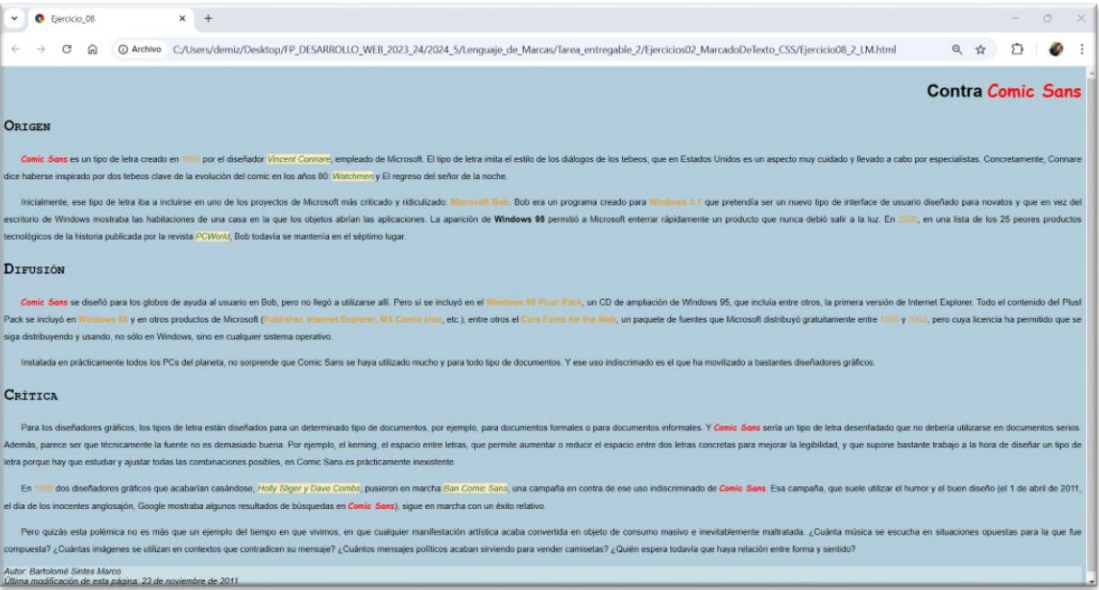 Ejercicio_08
Archivo C:/Users/demiz/Desktop/FP_DESARROLLO_WEB_2023_24/2024_5/Lenguaje_de_Marcas/Tarea_entregable_2/Ejercicios02_MarcadoDeTexto_CSS/Ejercicio08_2_LM.html
Contra Comic Sans
ORIGEN
Comic Sans es un tipo de letra creado en 1994 por el diseñador Vincent Connare, empleado de Microsoft. El tipo de letra imita el estilo de los diálogos de los tebeos, que en Estados Unidos es un aspecto muy cuidado y llevado a cabo por especialistas. Concretamente, Connare
dice haberse inspirado por dos tebeos clave de la evolución del comic en los años 80: Watchmen y El regreso del señor de la noche.
Inicialmente, ese tipo de letra iba a incluirse en uno de los proyectos de Microsoft más criticado y ridiculizado: Microsoft Bob. Bob era un programa creado para Windows 3.1 que pretendía ser un nuevo tipo de interface de usuario diseñado para novatos y que en vez del
escritorio de Windows mostraba las habitaciones de una casa en la que los objetos abrían las aplicaciones. La aparición de Windows 95 permitió a Microsoft enterrar rápidamente un producto que nunca debió salir a la luz. En 2006, en una lista de los 25 peores productos
tecnológicos de la historia publicada por la revista PCWorld, Bob todavía se mantenía en el séptimo lugar.
DIFUSIÓN
Comic Sans se diseñó para los globos de ayuda al usuario en Bob, pero no llegó a utilizarse allí. Pero sí se incluyó en el Windows 95 Plus! Pack, un CD de ampliación de Windows 95, que incluía entre otros, la primera versión de Internet Explorer. Todo el contenido del Plus!
Pack se incluyó en Windows 98 y en otros productos de Microsoft (Publisher, Internet Explorer, MS Comic chat, etc.), entre otros el Core Fonts for the Web, un paquete de fuentes que Microsoft distribuyó gratuitamente entre 1996 y 2002, pero cuya licencia ha permitido que se
siga distribuyendo y usando, no sólo en Windows, sino en cualquier sistema operativo.
Instalada en prácticamente todos los PCs del planeta, no sorprende que Comic Sans se haya utilizado mucho y para todo tipo de documentos. Y ese uso indiscrimado es el que ha movilizado a bastantes diseñadores gráficos.
CRÍTICA
Para los diseñadores gráficos, los tipos de letra están diseñados para un determinado tipo de documentos, por ejemplo, para documentos formales o para documentos informales. Y Comic Sans sería un tipo de letra desenfadado que no debería utilizarse en documentos serios.
Además, parece ser que técnicamente la fuente no es demasiado buena. Por ejemplo, el kerning, el espacio entre letras, que permite aumentar o reducir el espacio entre dos letras concretas para mejorar la legibilidad, y que supone bastante trabajo a la hora de diseñar un tipo de
letra porque hay que estudiar y ajustar todas las combinaciones posibles, en Comic Sans es prácticamente inexistente.
En dos diseñadores gráficos que acabarían casándose, Holly Sliger y Dave Combs, pusieron en marcha Ban Comic Sans, una campaña en contra de ese uso indiscriminado de Comic Sans. Esa campaña, que suele utilizar el humor y el buen diseño (el 1 de abril de 2011,
el día de los inocentes anglosajón, Google mostraba algunos resultados de búsquedas en Comic Sans), sigue en marcha con un éxito relativo.
Pero quizás esta polémica no es más que un ejemplo del tiempo en que vivimos, en que cualquier manifestación artística acaba convertida en objeto de consumo masivo e inevitablemente maltratada. ¿Cuánta música se escucha en situaciones opuestas para la que fue
compuesta? ¿Cuántas imágenes se utilizan en contextos que contradicen su mensaje? ¿Cuántos mensajes políticos acaban sirviendo para vender camisetas? ¿Quién espera todavía que haya relación entre forma y sentido?
Autor: Bartolomé Sintes Marco
Última modificación de esta página: 23 de noviembre de 2011